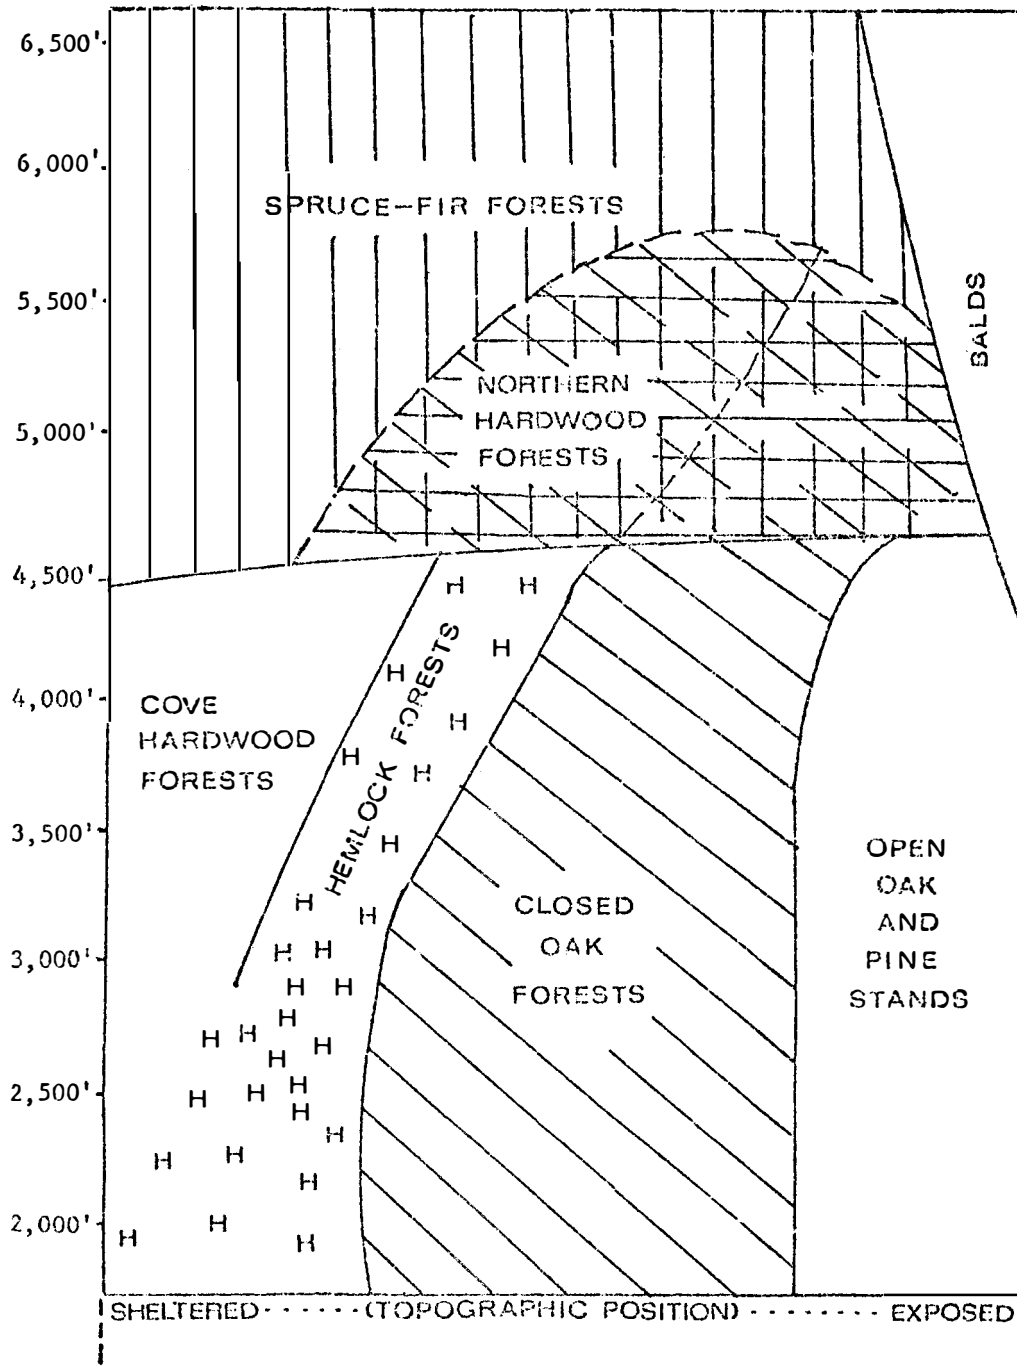 6,500'
6,000'
SPRUCE-FIR FORESTS
5,500'
BALDS
NORTHERN
HARDWOOD
FORESTS
5,000'
4,500'
H H
H
H
HEMLOCK FORESTS
4,000'
COVE
HARDWOOD
FORESTS
H
H
H
3,500'
H
H
H
OPEN
OAK
AND
PINE
STANDS
CLOSED
OAK
FORESTS
3,000'
H H
H H
H
H H
H
H
2,500'
H H H
H
H
H H
H
2,000'
H
H
H
SHELTERED ------ (TOPOGRAPHIC POSITION) ------- EXPOSED